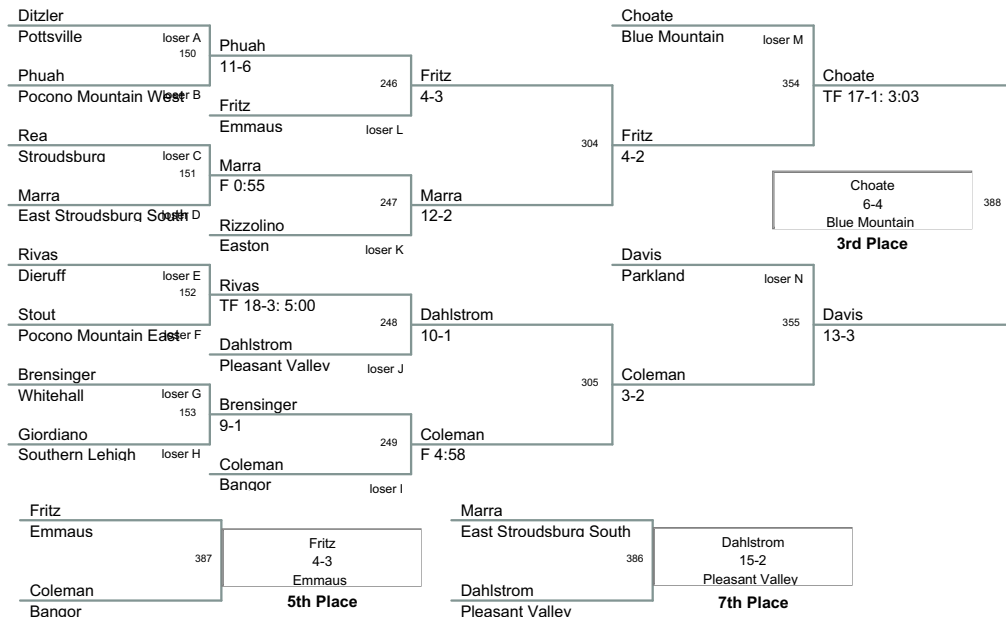 Ditzler
Pottsville
loser A
150
Phuah
Pocono Mountain West
loser B
Rea
Stroudsburg
loser C
151
Marra
East Stroudsburg South
loser D
Rivas
Dieruff
loser E
152
Stout
Pocono Mountain East
loser F
Brensinger
Whitehall
loser G
153
Giordano
Southern Lehigh
loser H
Phuah
11-6
246
Fritz
Emmaus
loser L
Marra
F 0:55
247
Rizzolino
Easton
loser K
Rivas
TF 18-3: 5:00
248
Dahlstrom
Pleasant Valley
loser J
Brensinger
9-1
249
Coleman
Bangor
loser I
Fritz
4-3
304
Marra
12-2
Dahlstrom
10-1
305
Coleman
F 4:58
Choate
Blue Mountain
loser M
354
Fritz
4-2
Davis
Parkland
loser N
355
Coleman
3-2
Choate
TF 17-1: 3:03
Choate
6-4
Blue Mountain
388
3rd Place
Davis
13-3
Fritz
Emmaus
387
Coleman
Bangor
Fritz
4-3
Emmaus
5th Place
Marra
East Stroudsburg South
386
Dahlstrom
Pleasant Valley
Dahlstrom
15-2
Pleasant Valley
7th Place